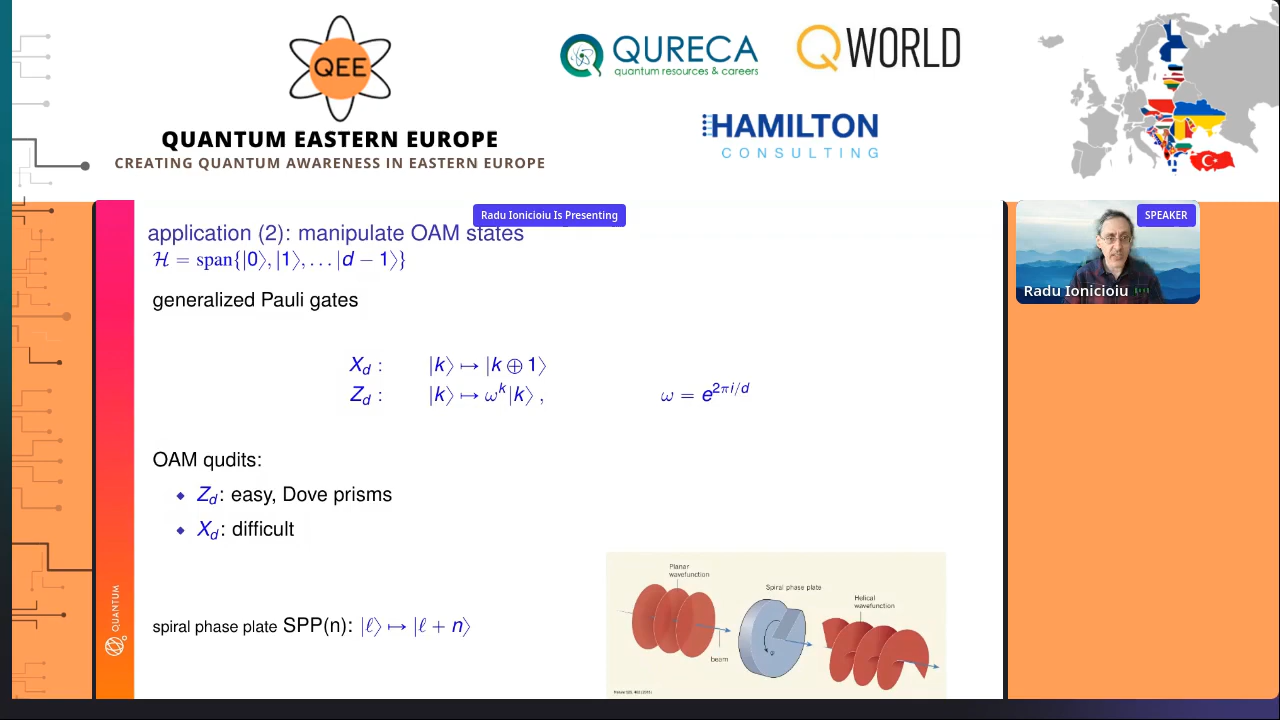 QEE
QUANTUM EASTERN EUROPE
CREATING QUANTUM AWARENESS IN EASTERN EUROPE
QURECA
quantum resources & careers
QWORLD
HAMILTON
CONSULTING
Radu Ionicioiu Is Presenting
SPEAKER
Radu Ionicioiu
application (2): manipulate OAM states
ℋ = span{|0⟩, |1⟩, . . . |d − 1⟩}
generalized Pauli gates
X_d : |k⟩ ↦ |k ⊕ 1⟩
Z_d : |k⟩ ↦ ω^k|k⟩ , ω = e^{2πi/d}
OAM qudits:
◆ Z_d: easy, Dove prisms
◆ X_d: difficult
spiral phase plate SPP(n): |ℓ⟩ ↦ |ℓ + n⟩
Planar
wavefunction
Spiral phase plate
Helical
wavefunction
beam
QUANTUM